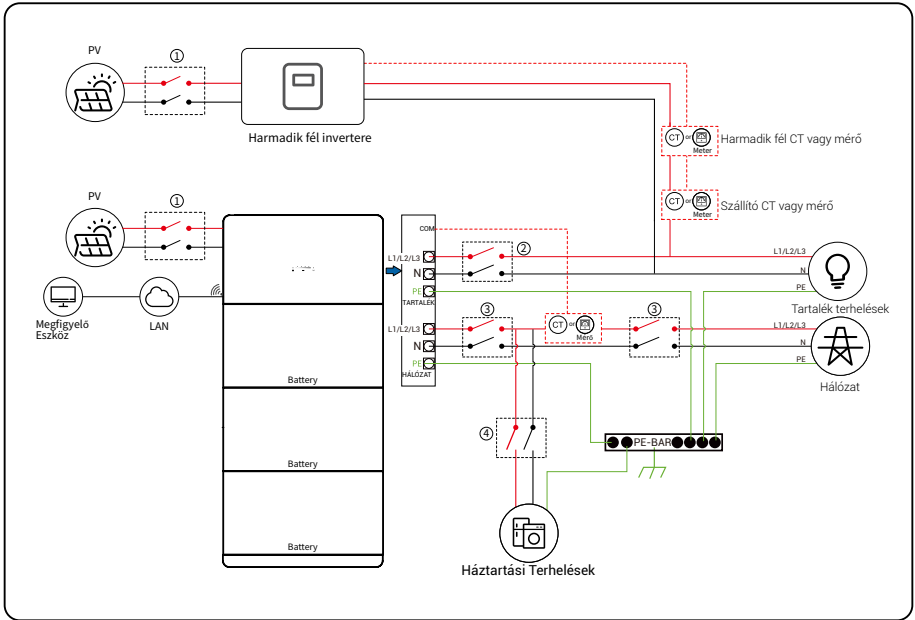 PV
①
Harmadik fél invertere
CT or
Meter
Harmadik fél CT vagy mérő
PV
①
CT or
Meter
Szállító CT vagy mérő
COM
L1/L2/L3
②
L1/L2/L3
N
N
PE
PE
TARTALÉK
Tartalék terhelések
Megfigyelő
Eszköz
LAN
L1/L2/L3
③
CT or
Mérő
③
L1/L2/L3
N
N
PE
PE
HÁLÓZAT
Hálózat
Battery
④
PE-BAR
Battery
Battery
Háztartási Terhelések